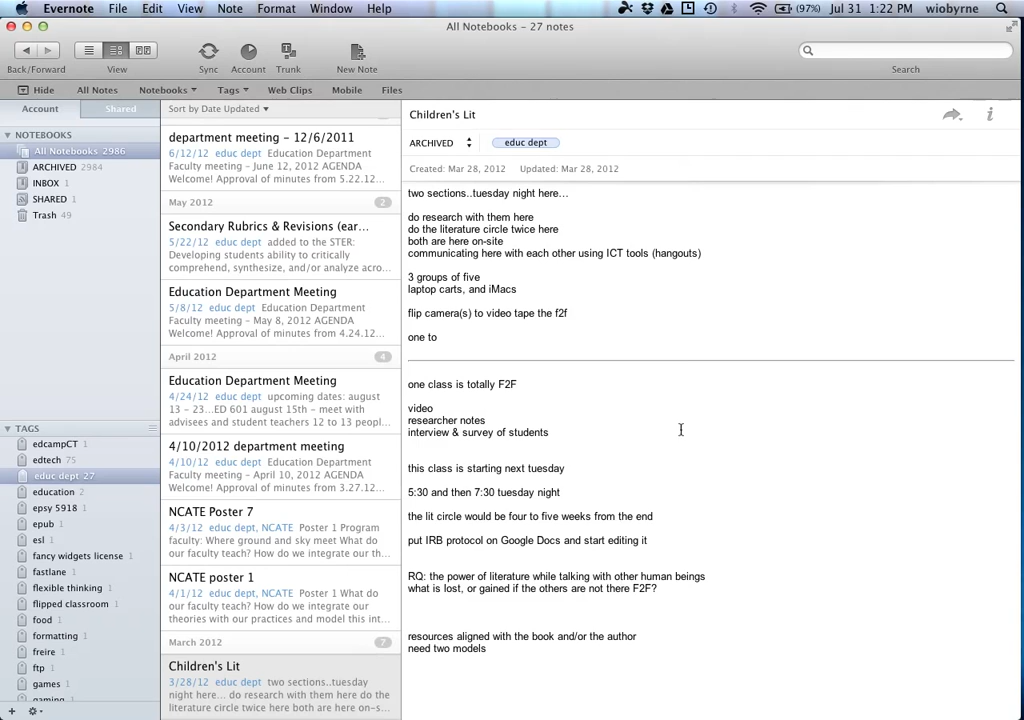 Evernote File Edit View Note Format Window Help (97%) Jul 31 1:22 PM wiobyrne
All Notebooks – 27 notes
Back/Forward View Sync Account Trunk New Note Search
Hide All Notes Notebooks Tags Web Clips Mobile Files
Account Shared
NOTEBOOKS
All Notebooks 2986
ARCHIVED 2984
INBOX 1
SHARED 1
Trash 49
TAGS
edcampCT 1
edtech 75
educ dept 27
education 2
epsy 5918 1
epub 1
esl 1
fancy widgets license 1
fastlane 1
flexible thinking 1
flipped classroom 1
food 1
formatting 1
freire 1
ftp 1
games 1
gaming
Sort by Date Updated
department meeting – 12/6/2011
6/12/12 educ dept Education Department
Faculty meeting – June 12, 2012 AGENDA
Welcome! Approval of minutes from 5.22.12...
May 2012 2
Secondary Rubrics & Revisions (ear...
5/22/12 educ dept added to the STER:
Developing students ability to critically
comprehend, synthesize, and/or analyze acro...
Education Department Meeting
5/8/12 educ dept Education Department
Faculty meeting – May 8, 2012 AGENDA
Welcome! Approval of minutes from 4.24.12...
April 2012 4
Education Department Meeting
4/24/12 educ dept upcoming dates: august
13 – 23...ED 601 august 15th – meet with
advisees and student teachers 12 to 13 peopl...
4/10/2012 department meeting
4/10/12 educ dept Education Department
Faculty meeting – April 10, 2012 AGENDA
Welcome! Approval of minutes from 3.27.12...
NCATE Poster 7
4/3/12 educ dept, NCATE Poster 1 Program
faculty: Where ground and sky meet What do
our faculty teach? How do we integrate our th...
NCATE poster 1
4/1/12 educ dept, NCATE Poster 1 What do
our faculty teach? How do we integrate our
theories with our practices and model this int...
March 2012 7
Children's Lit
3/28/12 educ dept two sections..tuesday
night here... do research with them here do the
literature circle twice here both are here on–s...
Children's Lit
ARCHIVED educ dept
Created: Mar 28, 2012 Updated: Mar 28, 2012
two sections..tuesday night here...
do research with them here
do the literature circle twice here
both are here on-site
communicating here with each other using ICT tools (hangouts)
3 groups of five
laptop carts, and iMacs
flip camera(s) to video tape the f2f
one to
one class is totally F2F
video
researcher notes
interview & survey of students
this class is starting next tuesday
5:30 and then 7:30 tuesday night
the lit circle would be four to five weeks from the end
put IRB protocol on Google Docs and start editing it
RQ: the power of literature while talking with other human beings
what is lost, or gained if the others are not there F2F?
resources aligned with the book and/or the author
need two models